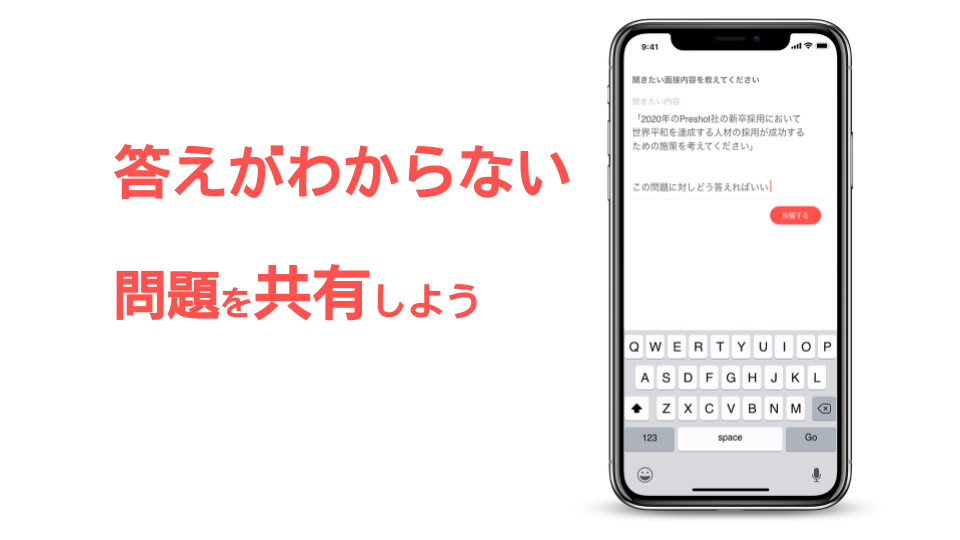 答えがわからない
問題を共有しよう
9:41
聞きたい面接内容を教えてください
聞きたい内容
「2020年のPreshot社の新卒採用において
世界平和を達成する人材の採用が成功する
ための施策を考えてください」
この問題に対しどう答えればいい
投稿する
Q W E R T Y U I O P
A S D F G H J K L
Z X C V B N M
123 space Go